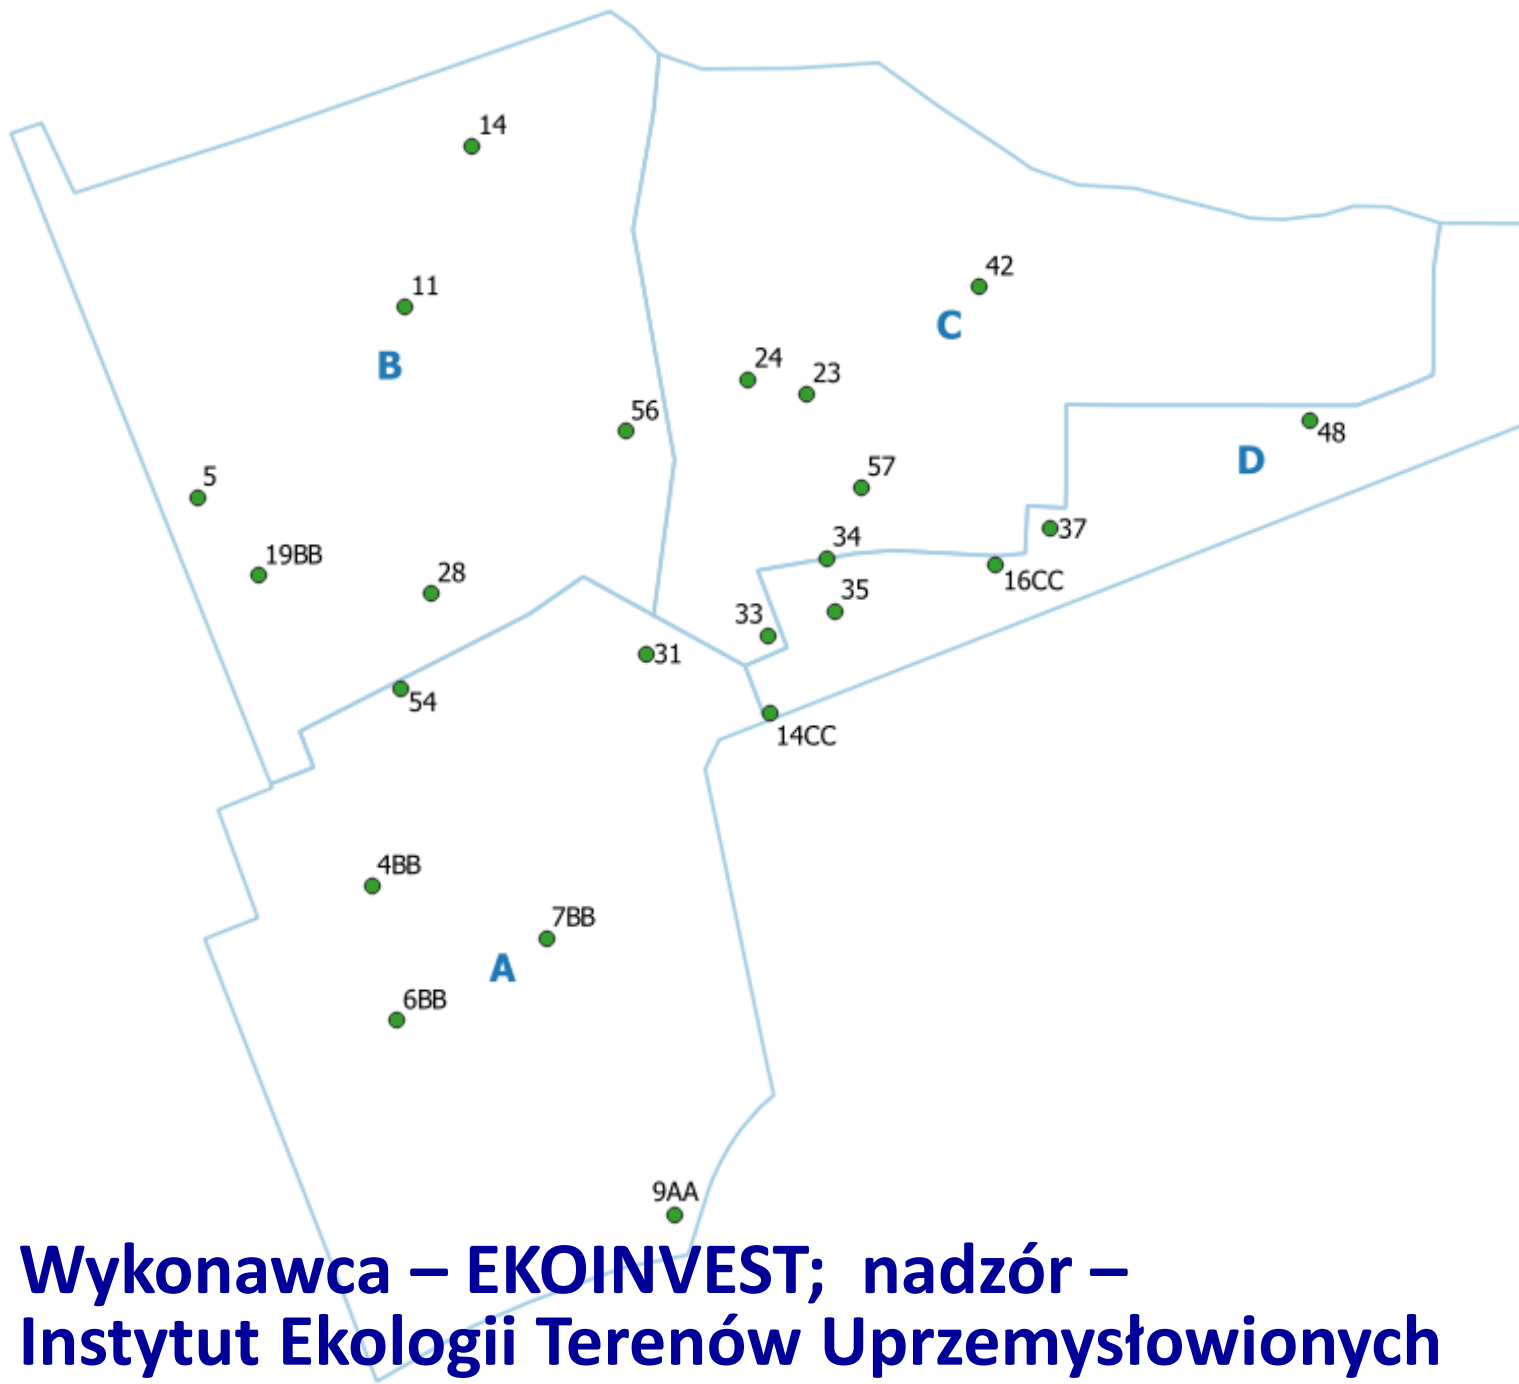 14
11
42
B
C
24
23
56
48
D
5
57
37
34
19BB
28
16CC
35
33
31
54
14CC
4BB
7BB
A
6BB
9AA
Wykonawca – EKOINVEST;  nadzór –
Instytut Ekologii Terenów Uprzemysłowionych